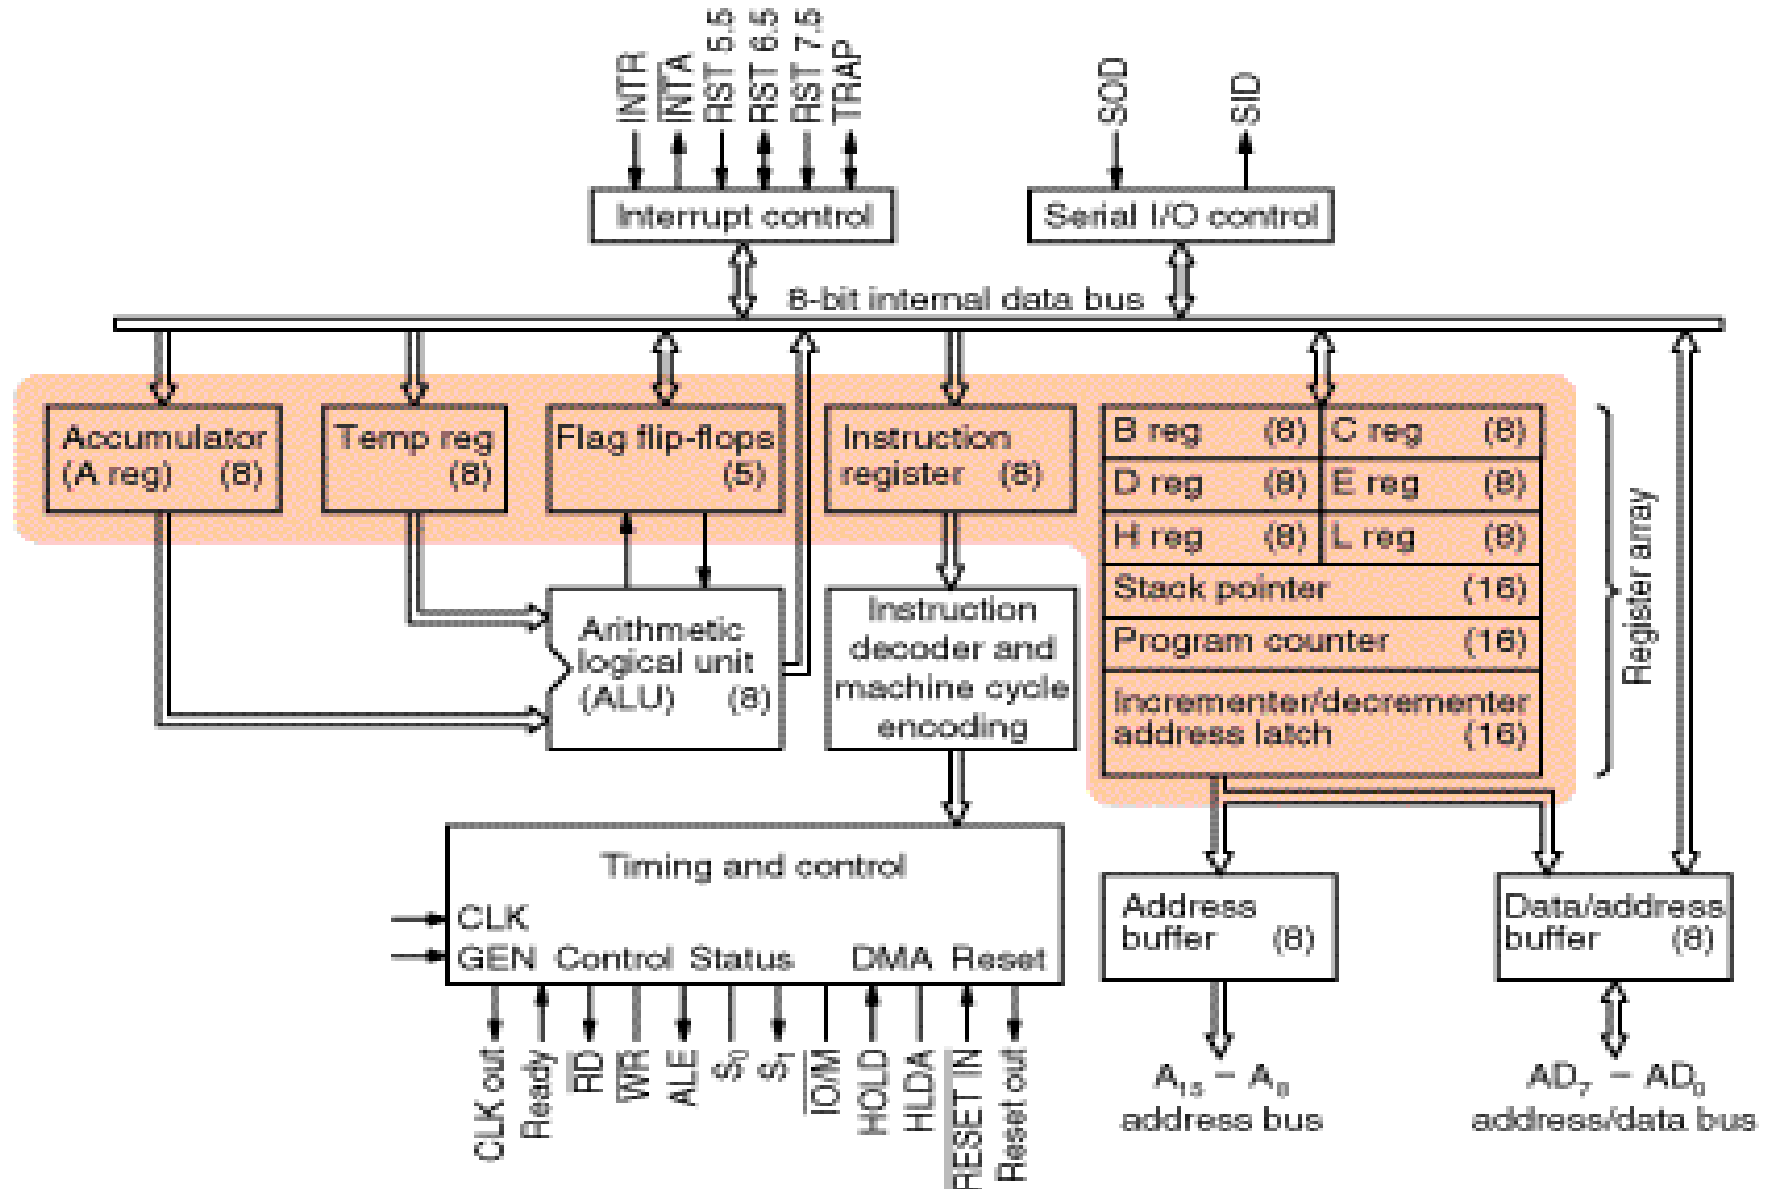 INTR
INTA
RST 5.5
RST 6.5
RST 7.5
TRAP
SOD
SID
Interrupt control
Serial I/O control
8-bit internal data bus
Accumulator
(A reg) (8)
Temp reg
(8)
Flag flip-flops
(5)
Instruction
register (8)
B reg (8) C reg (8)
D reg (8) E reg (8)
H reg (8) L reg (8)
Stack pointer (16)
Program counter (16)
Incrementer/decrementer
address latch (16)
Register array
Arithmetic
logical unit
(ALU) (8)
Instruction
decoder and
machine cycle
encoding
Timing and control
CLK
GEN Control Status DMA Reset
CLK out
Ready
RD
WR
ALE
S0
S1
IO/M
HOLD
HLDA
RESET IN
Reset out
Address
buffer (8)
Data/address
buffer (8)
A15 – A8
address bus
AD7 – AD0
address/data bus